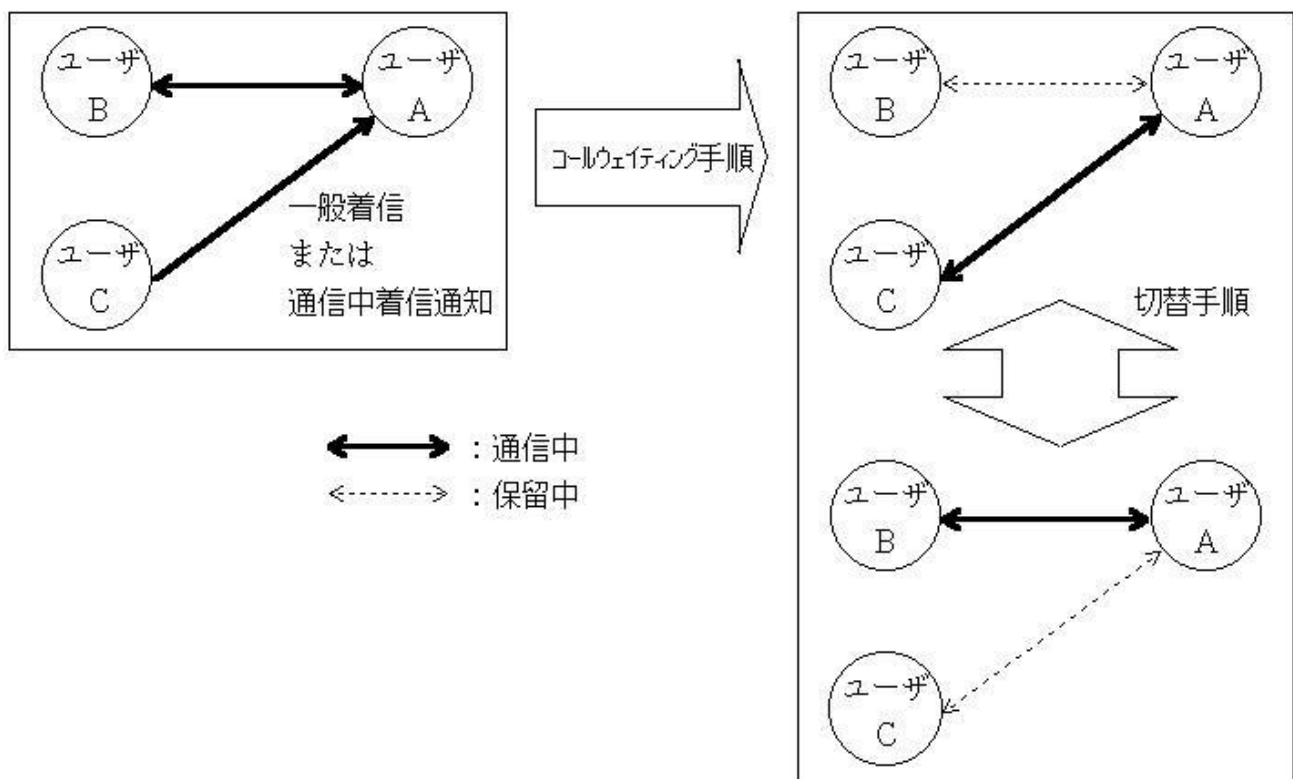 ユーザ
B
ユーザ
A
ユーザ
C
一般着信
または
通信中着信通知
コールウェイティング手順
ユーザ
B
ユーザ
A
ユーザ
C
切替手順
ユーザ
B
ユーザ
A
ユーザ
C
：通信中
：保留中